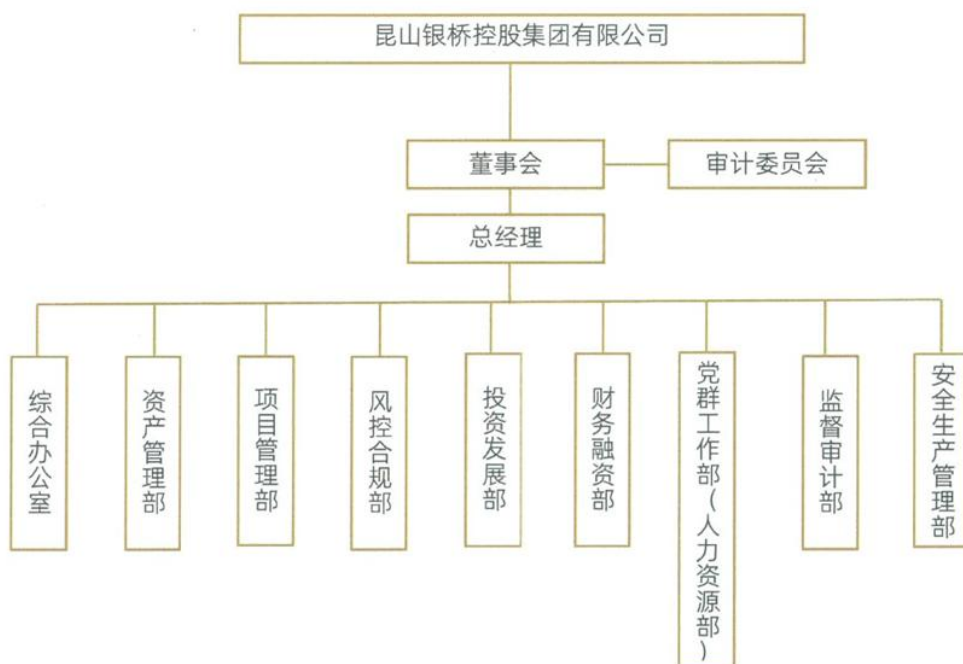 昆山银桥控股集团有限公司
董事会
审计委员会
总经理
综合办公室
资产管理部
项目管理部
风控合规部
投资发展部
财务融资部
党群工作部(人力资源部)
监督审计部
安全生产管理部